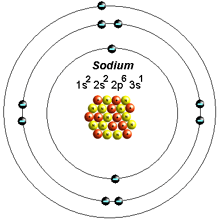 Sodium
1s² 2s² 2p⁶ 3s¹